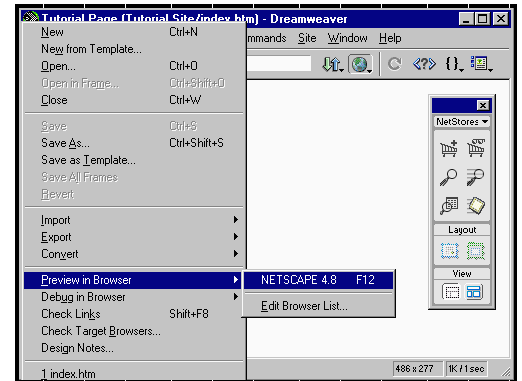 Tutorial Page (Tutorial Site/index.htm) - Dreamweaver
mmands Site Window Help
New Ctrl+N
New from Template...
Open... Ctrl+O
Open in Frame... Ctrl+Shift+O
Close Ctrl+W
Save Ctrl+S
Save As... Ctrl+Shift+S
Save as Template...
Save All Frames
Revert
Import
Export
Convert
Preview in Browser
NETSCAPE 4.8 F12
Debug in Browser
Edit Browser List...
Check Links Shift+F8
Check Target Browsers...
Design Notes...
1 index.htm
NetStores
Layout
View
486 x 277 1K / 1 sec